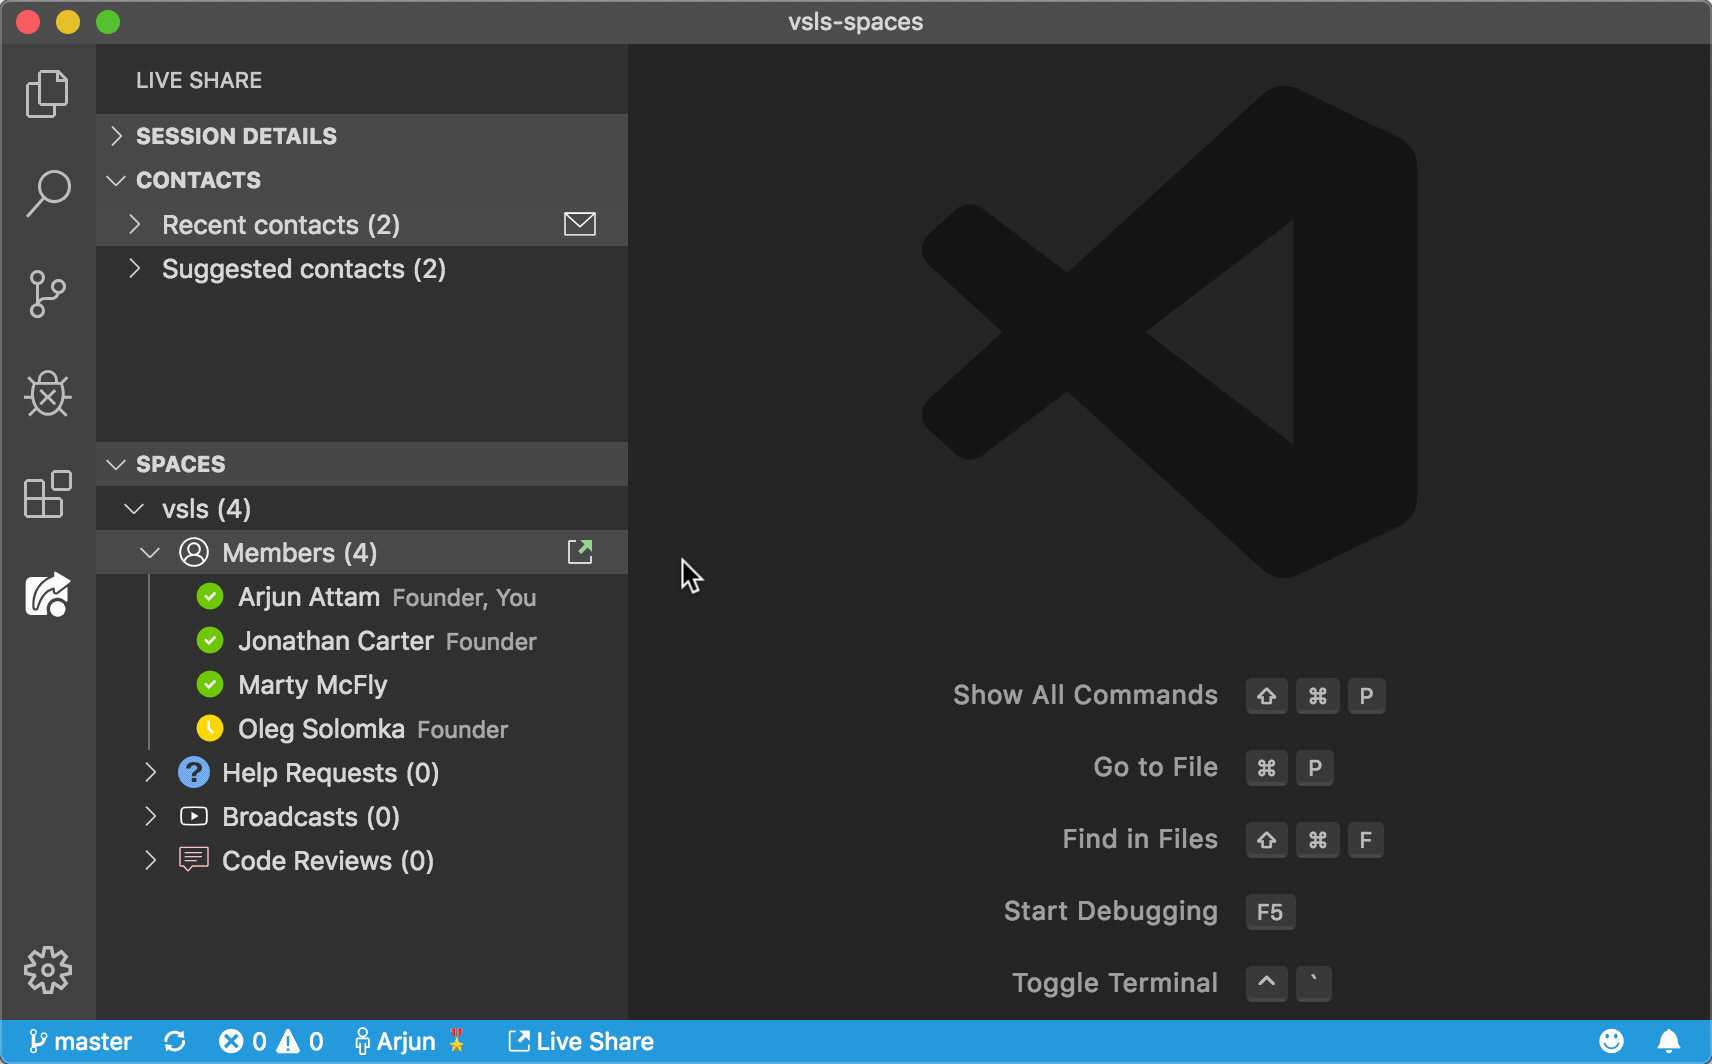 vsls-spaces
LIVE SHARE
SESSION DETAILS
CONTACTS
Recent contacts (2)
Suggested contacts (2)
SPACES
vsls (4)
Members (4)
Arjun Attam Founder, You
Jonathan Carter Founder
Marty McFly
Oleg Solomka Founder
Help Requests (0)
Broadcasts (0)
Code Reviews (0)
Show All Commands ⇧ ⌘ P
Go to File ⌘ P
Find in Files ⇧ ⌘ F
Start Debugging F5
Toggle Terminal ^ `
master 0 0 Arjun Live Share